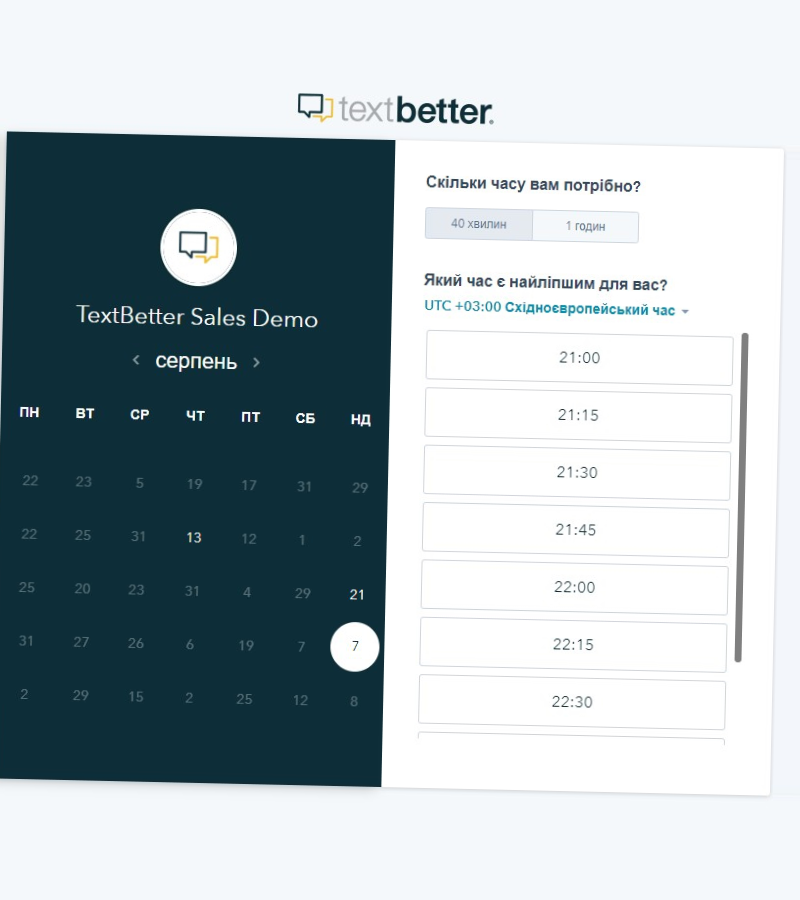 textbetter.
TextBetter Sales Demo
серпень
ПН ВТ СР ЧТ ПТ СБ НД
22 23 5 19 17 31 29
22 25 31 13 12 1 2
25 20 23 31 4 29 21
31 27 26 6 19 7 7
2 29 15 2 25 12 8
Скільки часу вам потрібно?
40 хвилин 1 годин
Який час є найліпшим для вас?
UTC +03:00 Східноєвропейський час
21:00
21:15
21:30
21:45
22:00
22:15
22:30